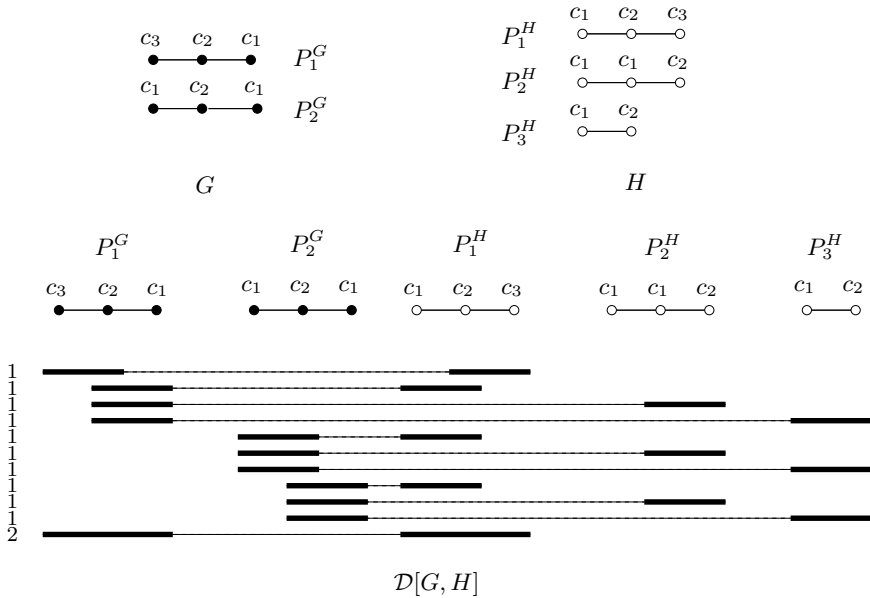 c₁ c₂ c₃
c₃ c₂ c₁ P₁ᴴ
P₁ᴳ c₁ c₁ c₂
c₁ c₂ c₁ P₂ᴴ
P₂ᴳ c₁ c₂
P₃ᴴ
G H
P₁ᴳ P₂ᴳ P₁ᴴ P₂ᴴ P₃ᴴ
c₃ c₂ c₁ c₁ c₂ c₁ c₁ c₂ c₃ c₁ c₁ c₂ c₁ c₂
1
1
1
1
1
1
1
1
1
1
2
𝒟[G, H]